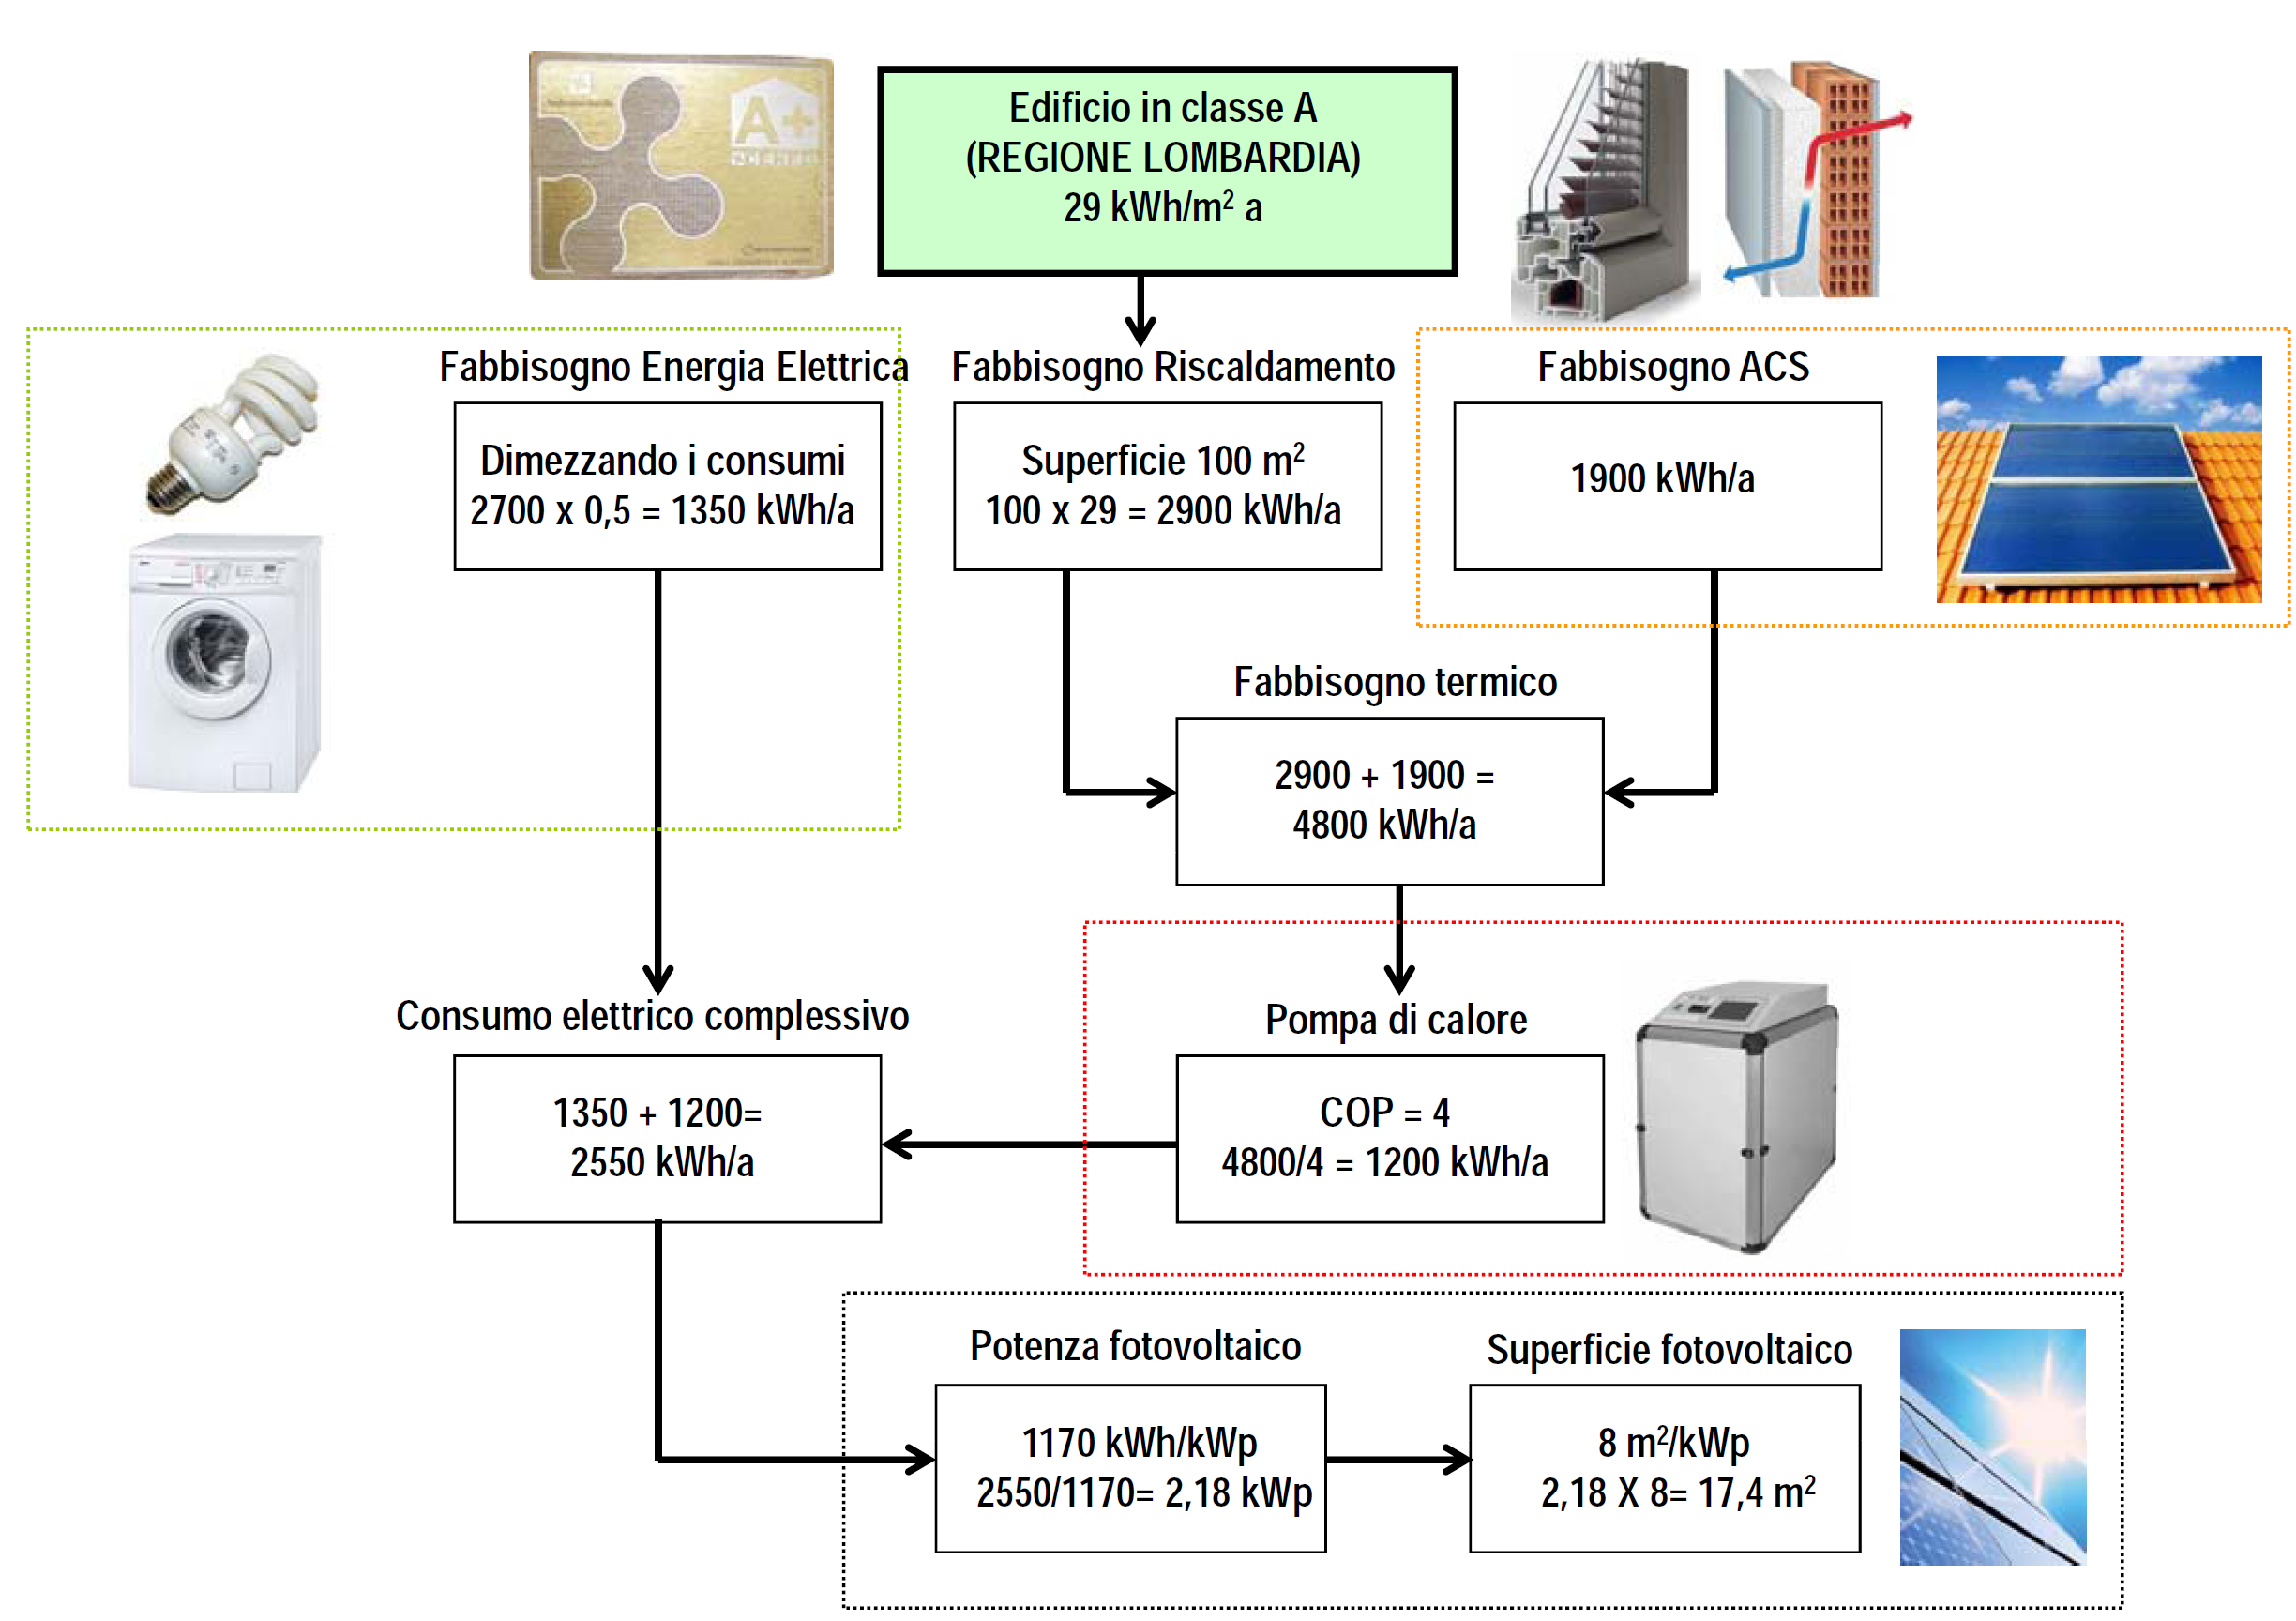 A+
Edificio in classe A
(REGIONE LOMBARDIA)
29 kWh/m² a
Fabbisogno Energia Elettrica
Dimezzando i consumi
2700 x 0,5 = 1350 kWh/a
Fabbisogno Riscaldamento
Superficie 100 m²
100 x 29 = 2900 kWh/a
Fabbisogno ACS
1900 kWh/a
Fabbisogno termico
2900 + 1900 =
4800 kWh/a
Consumo elettrico complessivo
1350 + 1200=
2550 kWh/a
Pompa di calore
COP = 4
4800/4 = 1200 kWh/a
Potenza fotovoltaico
1170 kWh/kWp
2550/1170= 2,18 kWp
Superficie fotovoltaico
8 m²/kWp
2,18 X 8= 17,4 m²